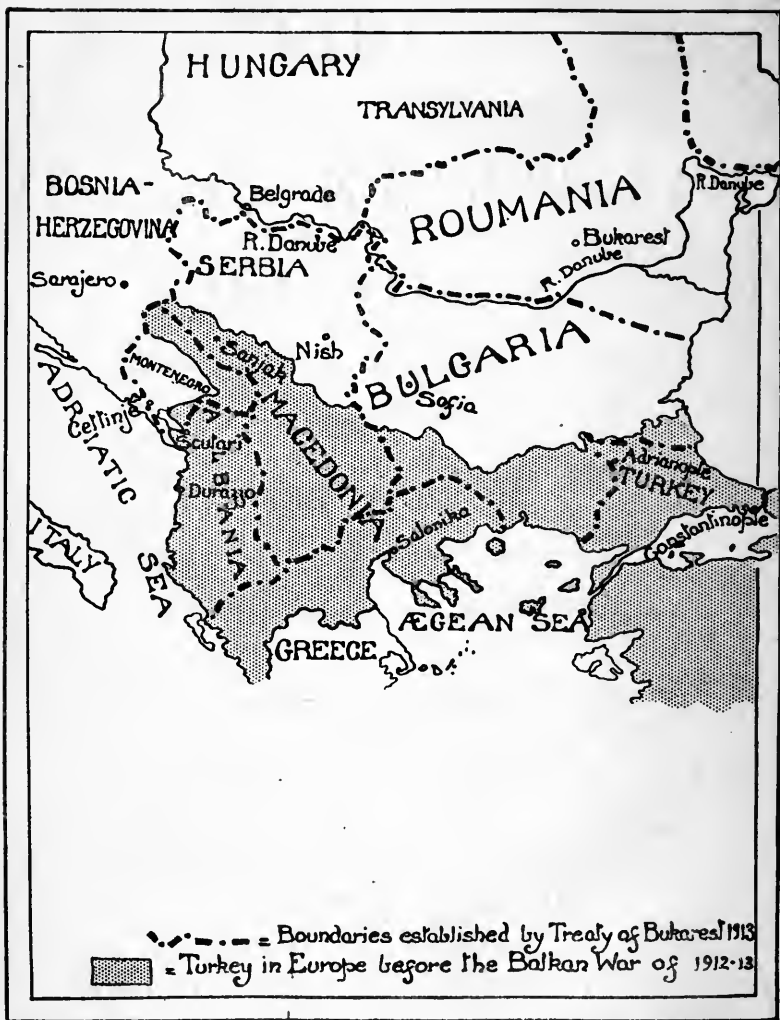 HUNGARY
TRANSYLVANIA
BOSNIA-
HERZEGOVINA
Belgrade
R. Danube
ROUMANIA
R. Danube
Bukarest
R. Danube
SERBIA
Sarajero
Nish
BULGARIA
Sofia
Sanjak
MONTENEGRO
MACEDONIA
Cettinje
ADRIATIC
SEA
Scutari
ALBANIA
Durazzo
Adrianople
TURKEY
Constantinople
Salonika
ITALY
ÆGEAN SEA
GREECE
= Boundaries established by Treaty of Bukarest 1913
= Turkey in Europe before the Balkan War of 1912-13